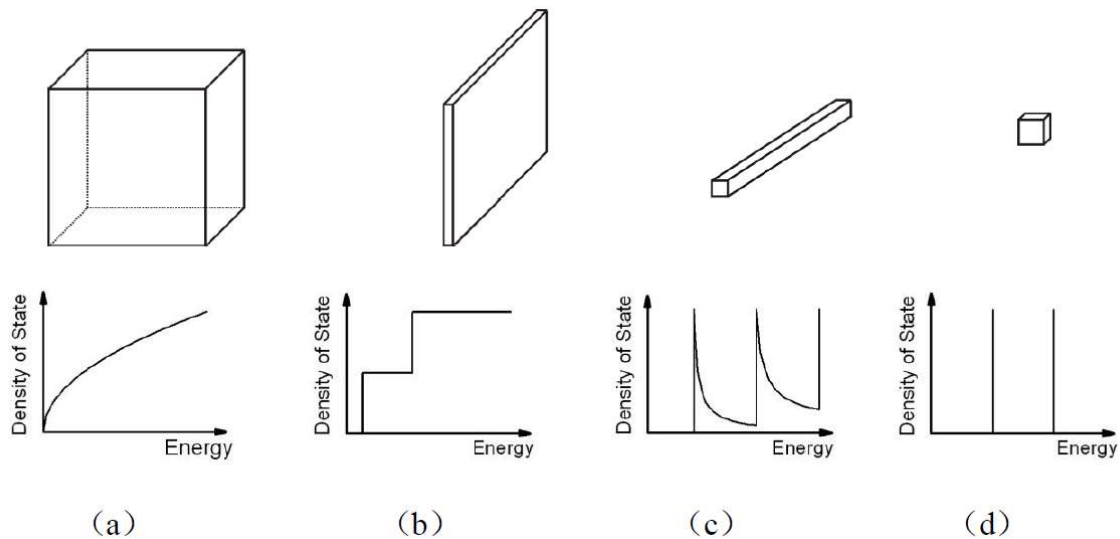 Density of State
Energy
Density of State
Energy
Density of State
Energy
Density of State
Energy
（a）
（b）
（c）
（d）